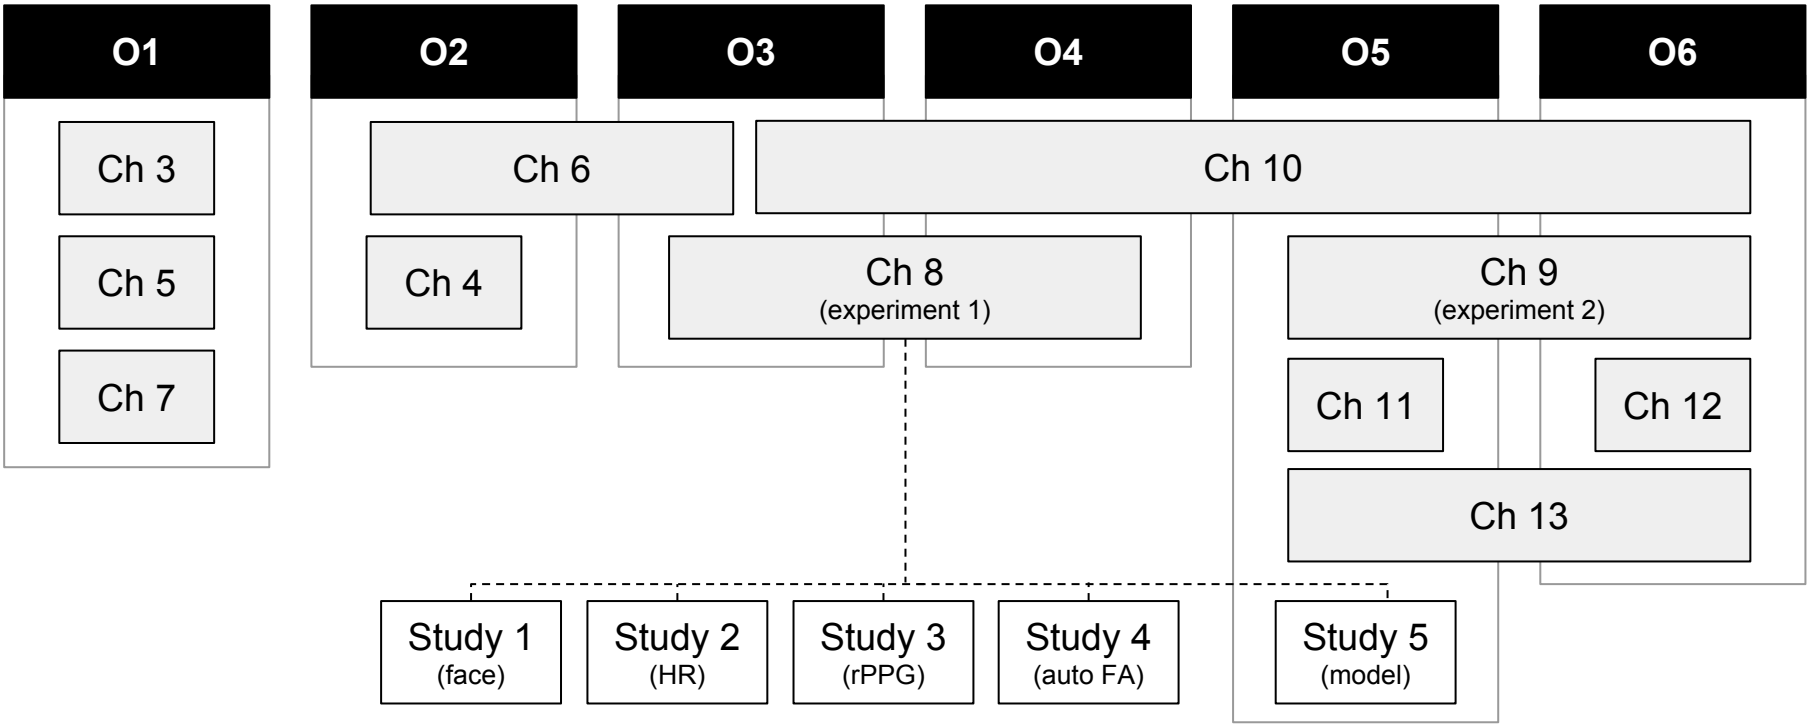 O1
O2
O3
O4
O5
O6
Ch 3
Ch 6
Ch 10
Ch 5
Ch 4
Ch 8
(experiment 1)
Ch 9
(experiment 2)
Ch 7
Ch 11
Ch 12
Ch 13
Study 1
(face)
Study 2
(HR)
Study 3
(rPPG)
Study 4
(auto FA)
Study 5
(model)